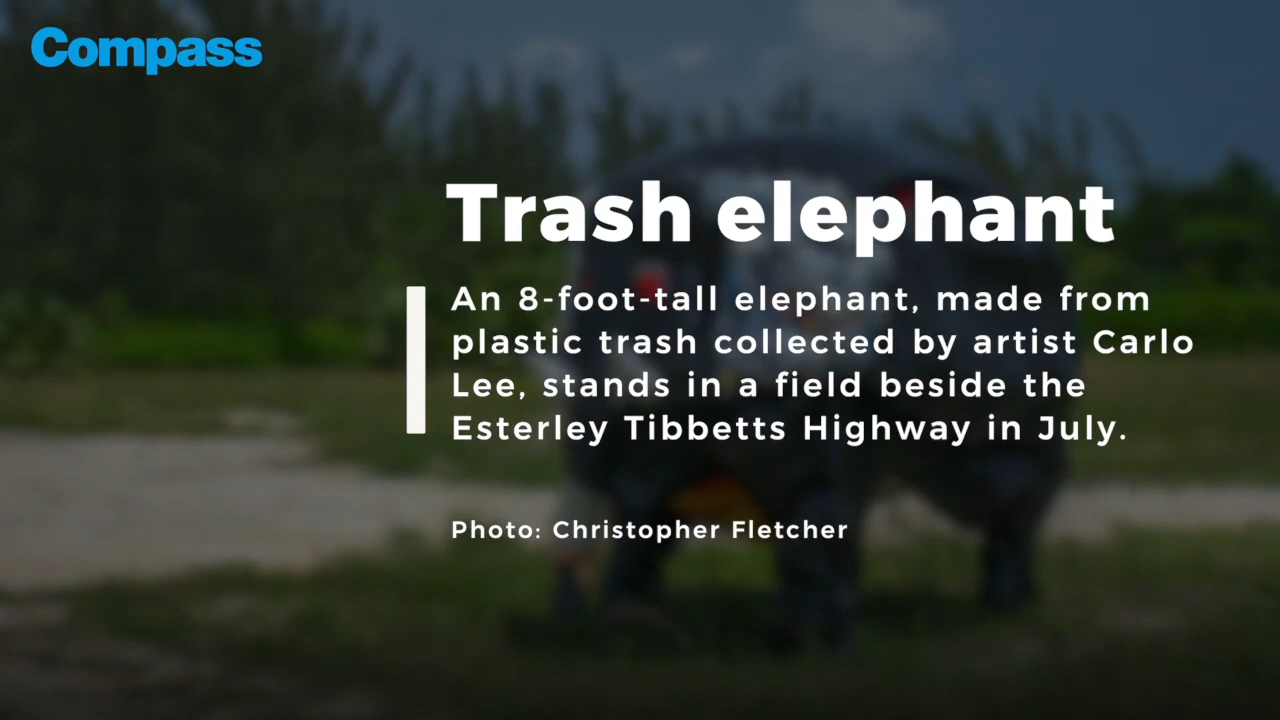 Compass
Trash elephant
An 8-foot-tall elephant, made from
plastic trash collected by artist Carlo
Lee, stands in a field beside the
Esterley Tibbetts Highway in July.
Photo: Christopher Fletcher